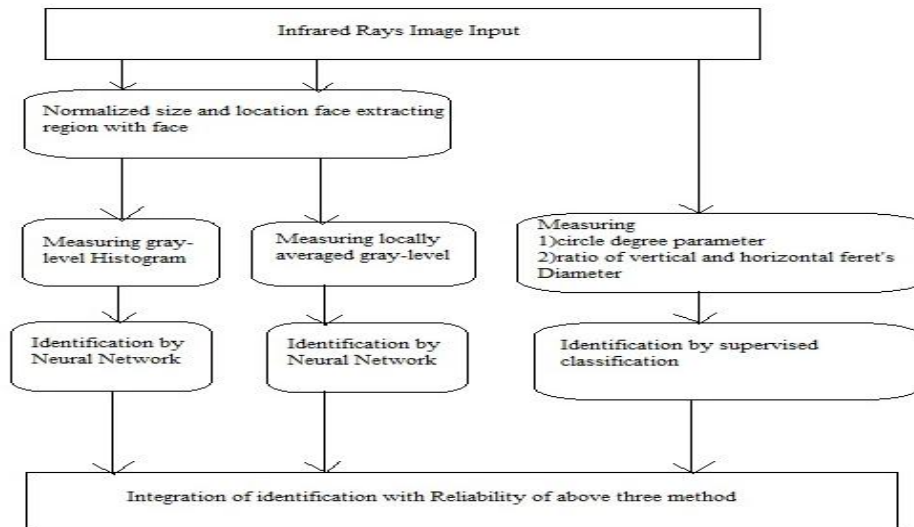 Infrared Rays Image Input
Normalized size and location face extracting
region with face
Measuring gray-
level Histogram
Measuring locally
averaged gray-level
Measuring
1)circle degree parameter
2)ratio of vertical and horizontal feret's
Diameter
Identification by
Neural Network
Identification by
Neural Network
Identification by supervised
classification
Integration of identification with Reliability of above three method